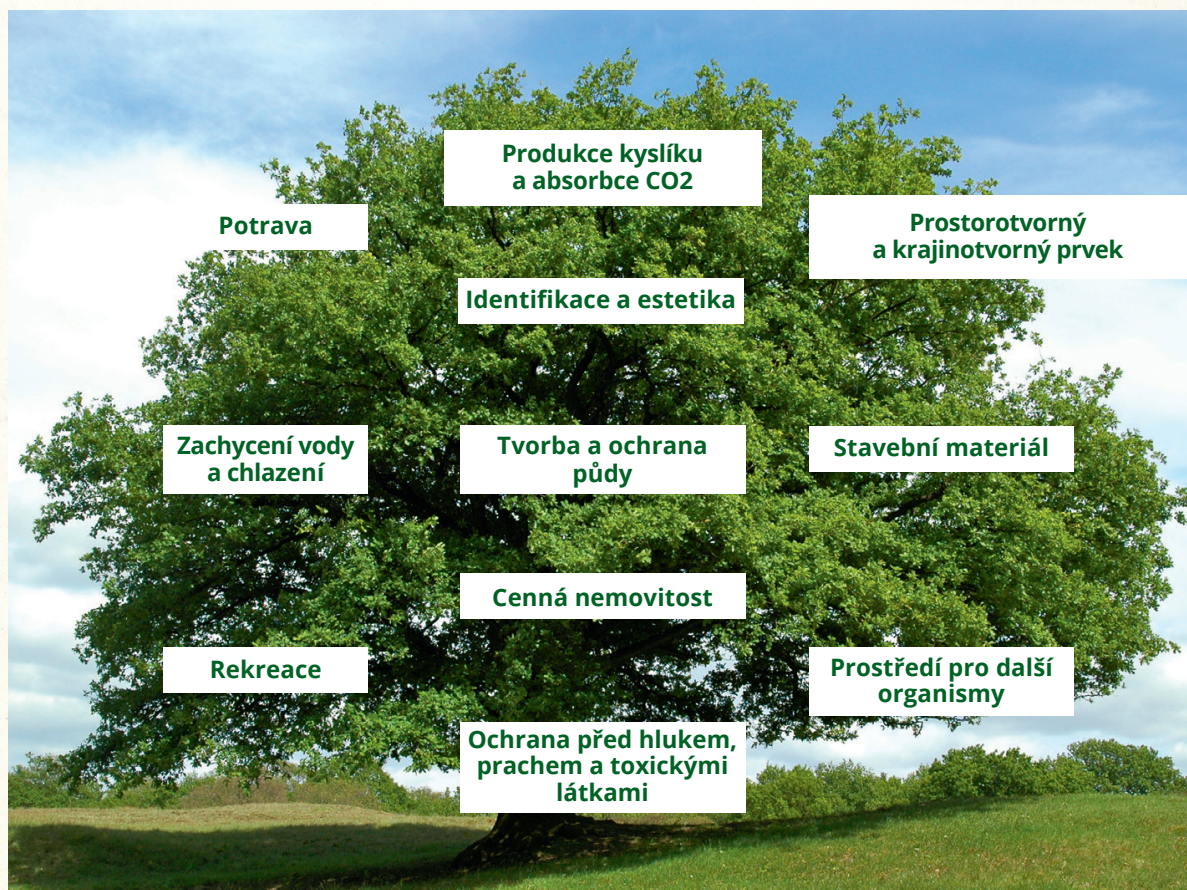 Produkce kyslíku
a absorbce CO2
Potrava
Prostorotvorný
a krajinotvorný prvek
Identifikace a estetika
Zachycení vody
a chlazení
Tvorba a ochrana
půdy
Stavební materiál
Cenná nemovitost
Rekreace
Prostředí pro další
organismy
Ochrana před hlukem,
prachem a toxickými
látkami